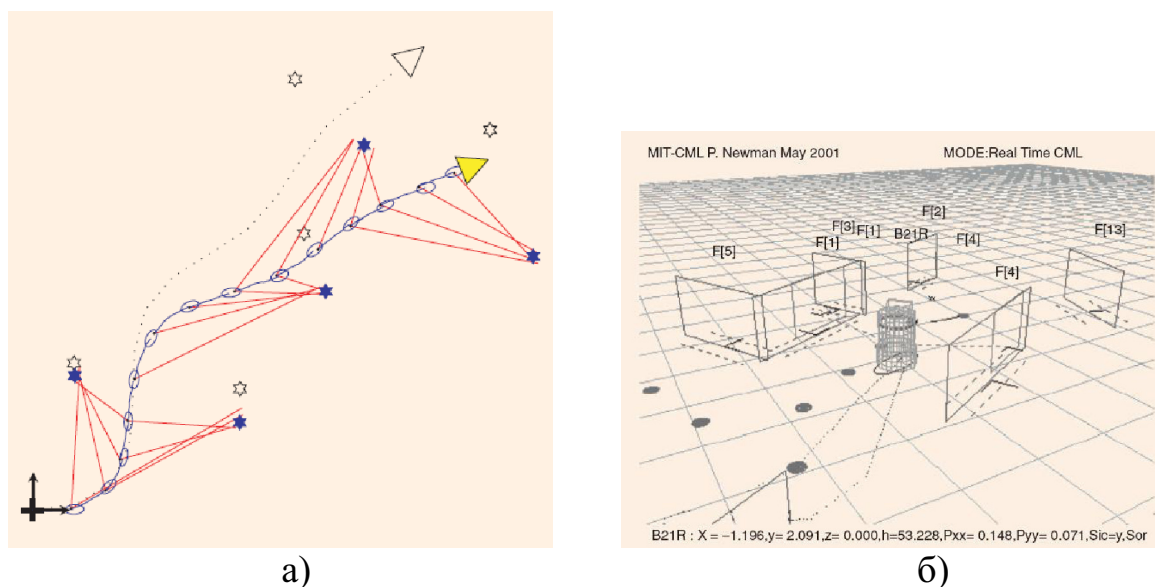 MIT-CML P. Newman May 2001 MODE:Real Time CML
F[2]
F[3] F[1] B21R F[13]
F[5] F[1] F[4]
F[4]
B21R : X = −1.196,y= 2.091,z= 0.000,h=53.228,Pxx= 0.148,Pyy= 0.071,Sic=y,Sor
а) б)